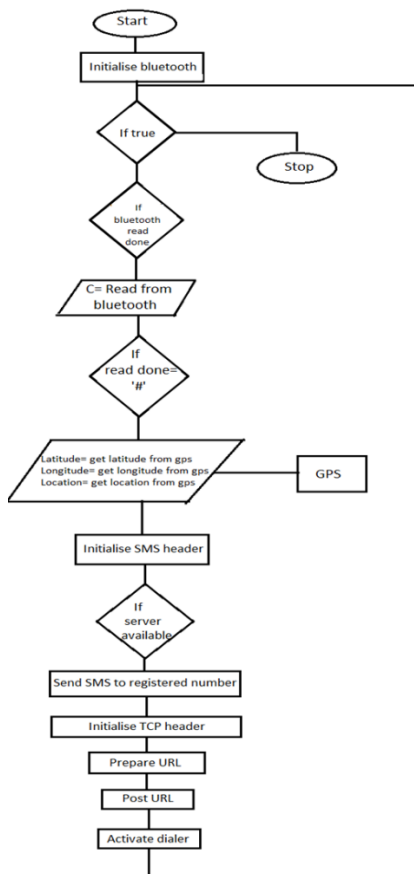 Start
Initialise bluetooth
If true
Stop
If
bluetooth
read
done
C= Read from
bluetooth
If
read done=
'#'
Latitude= get latitude from gps
Longitude= get longitude from gps
Location= get location from gps
GPS
Initialise SMS header
If
server
available
Send SMS to registered number
Initialise TCP header
Prepare URL
Post URL
Activate dialer